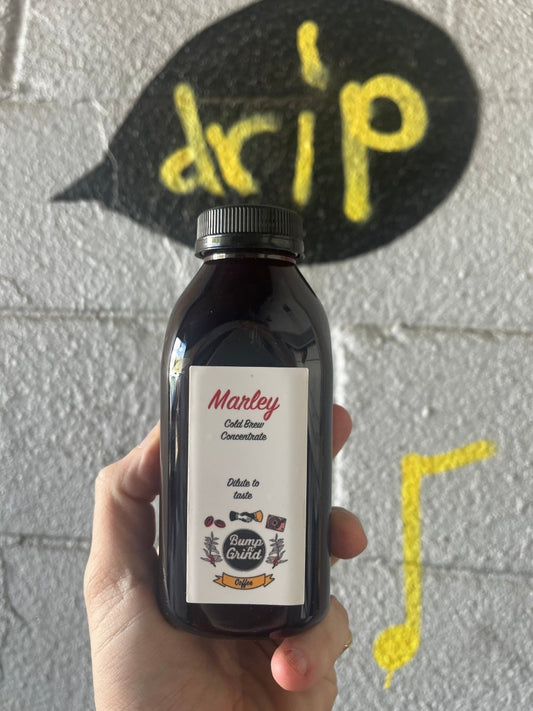 drip
Marley
Cold Brew
Concentrate
Dilute to
taste
Bump
N'
Grind
Coffee